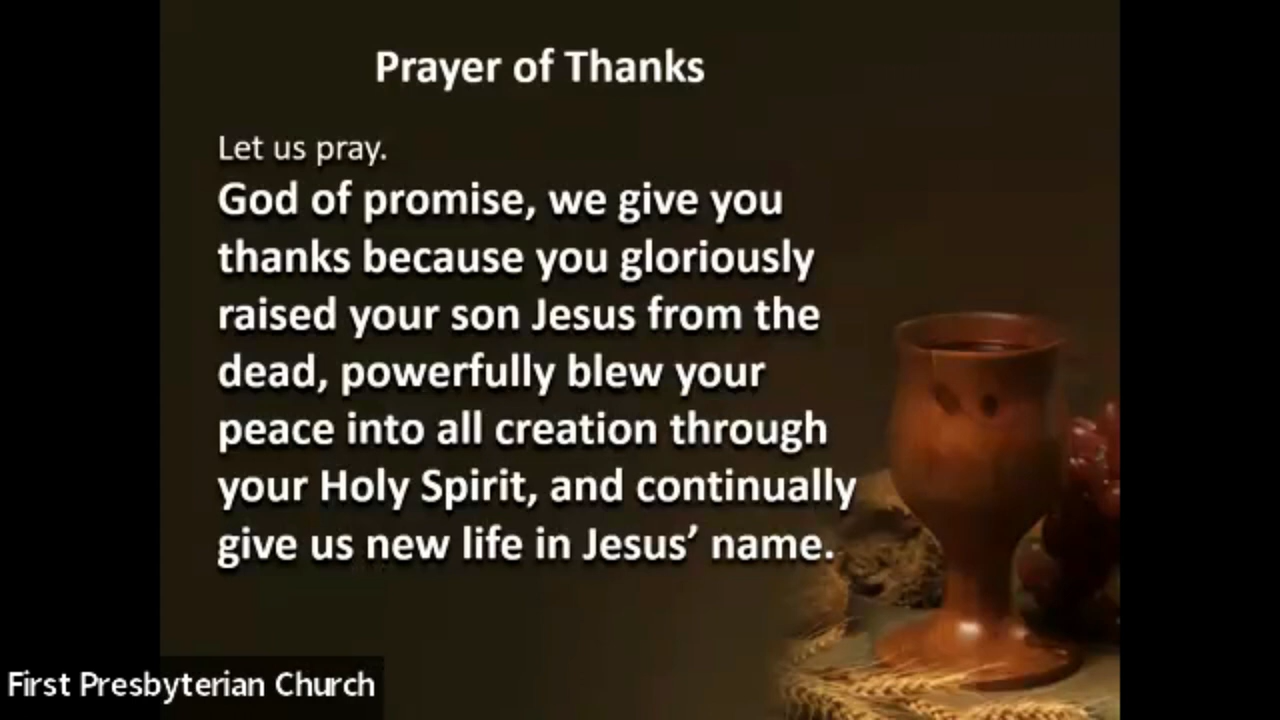 Prayer of Thanks
Let us pray.
God of promise, we give you
thanks because you gloriously
raised your son Jesus from the
dead, powerfully blew your
peace into all creation through
your Holy Spirit, and continually
give us new life in Jesus’ name.
First Presbyterian Church